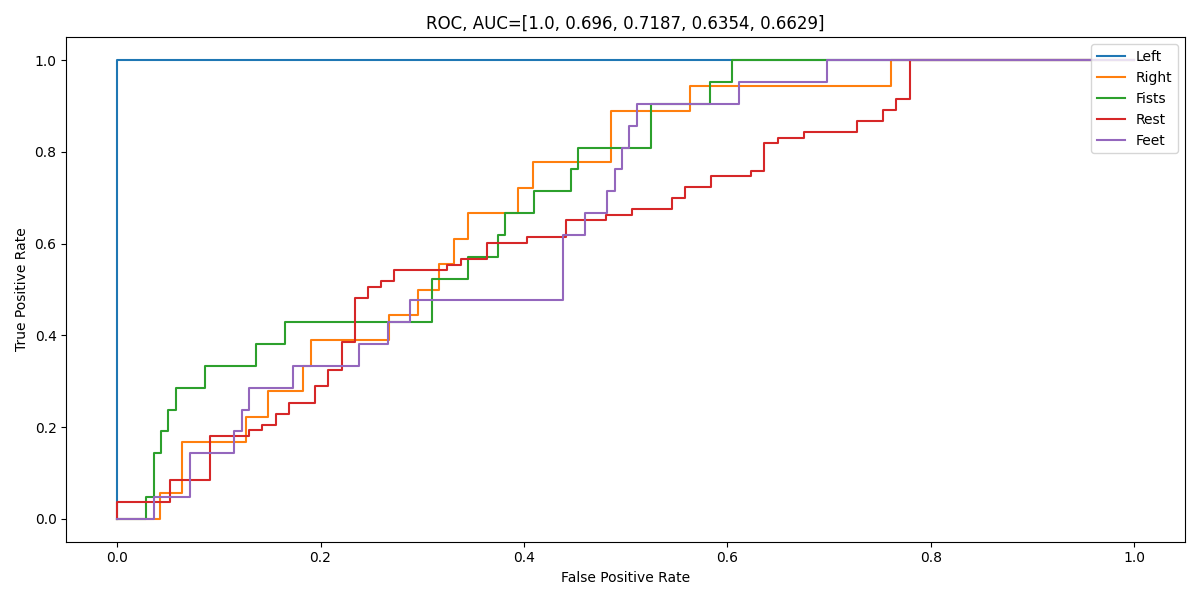 ROC, AUC=[1.0, 0.696, 0.7187, 0.6354, 0.6629]
Left
Right
Fists
Rest
Feet
True Positive Rate
1.0
0.8
0.6
0.4
0.2
0.0
0.0 0.2 0.4 0.6 0.8 1.0
False Positive Rate